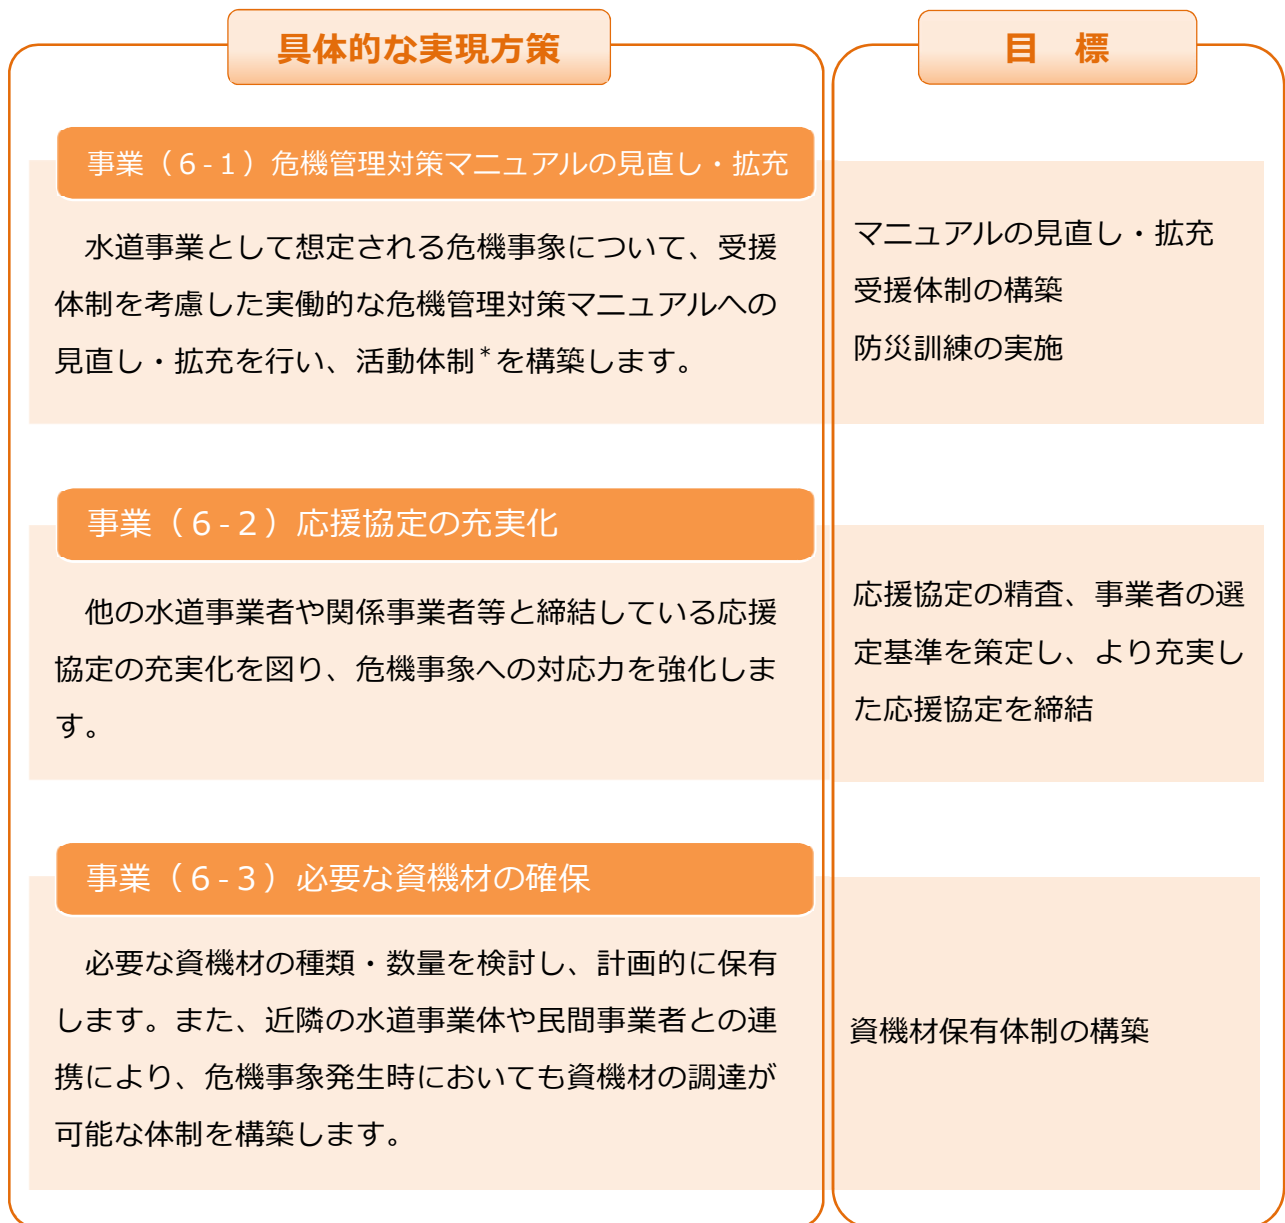 具体的な実現方策
目　標
事業（６-１）危機管理対策マニュアルの見直し・拡充
　水道事業として想定される危機事象について、受援
体制を考慮した実働的な危機管理対策マニュアルへの
見直し・拡充を行い、活動体制*を構築します。
マニュアルの見直し・拡充
受援体制の構築
防災訓練の実施
事業（６-２）応援協定の充実化
　他の水道事業者や関係事業者等と締結している応援
協定の充実化を図り、危機事象への対応力を強化しま
す。
応援協定の精査、事業者の選
定基準を策定し、より充実し
た応援協定を締結
事業（６-３）必要な資機材の確保
　必要な資機材の種類・数量を検討し、計画的に保有
します。また、近隣の水道事業体や民間事業者との連
携により、危機事象発生時においても資機材の調達が
可能な体制を構築します。
資機材保有体制の構築